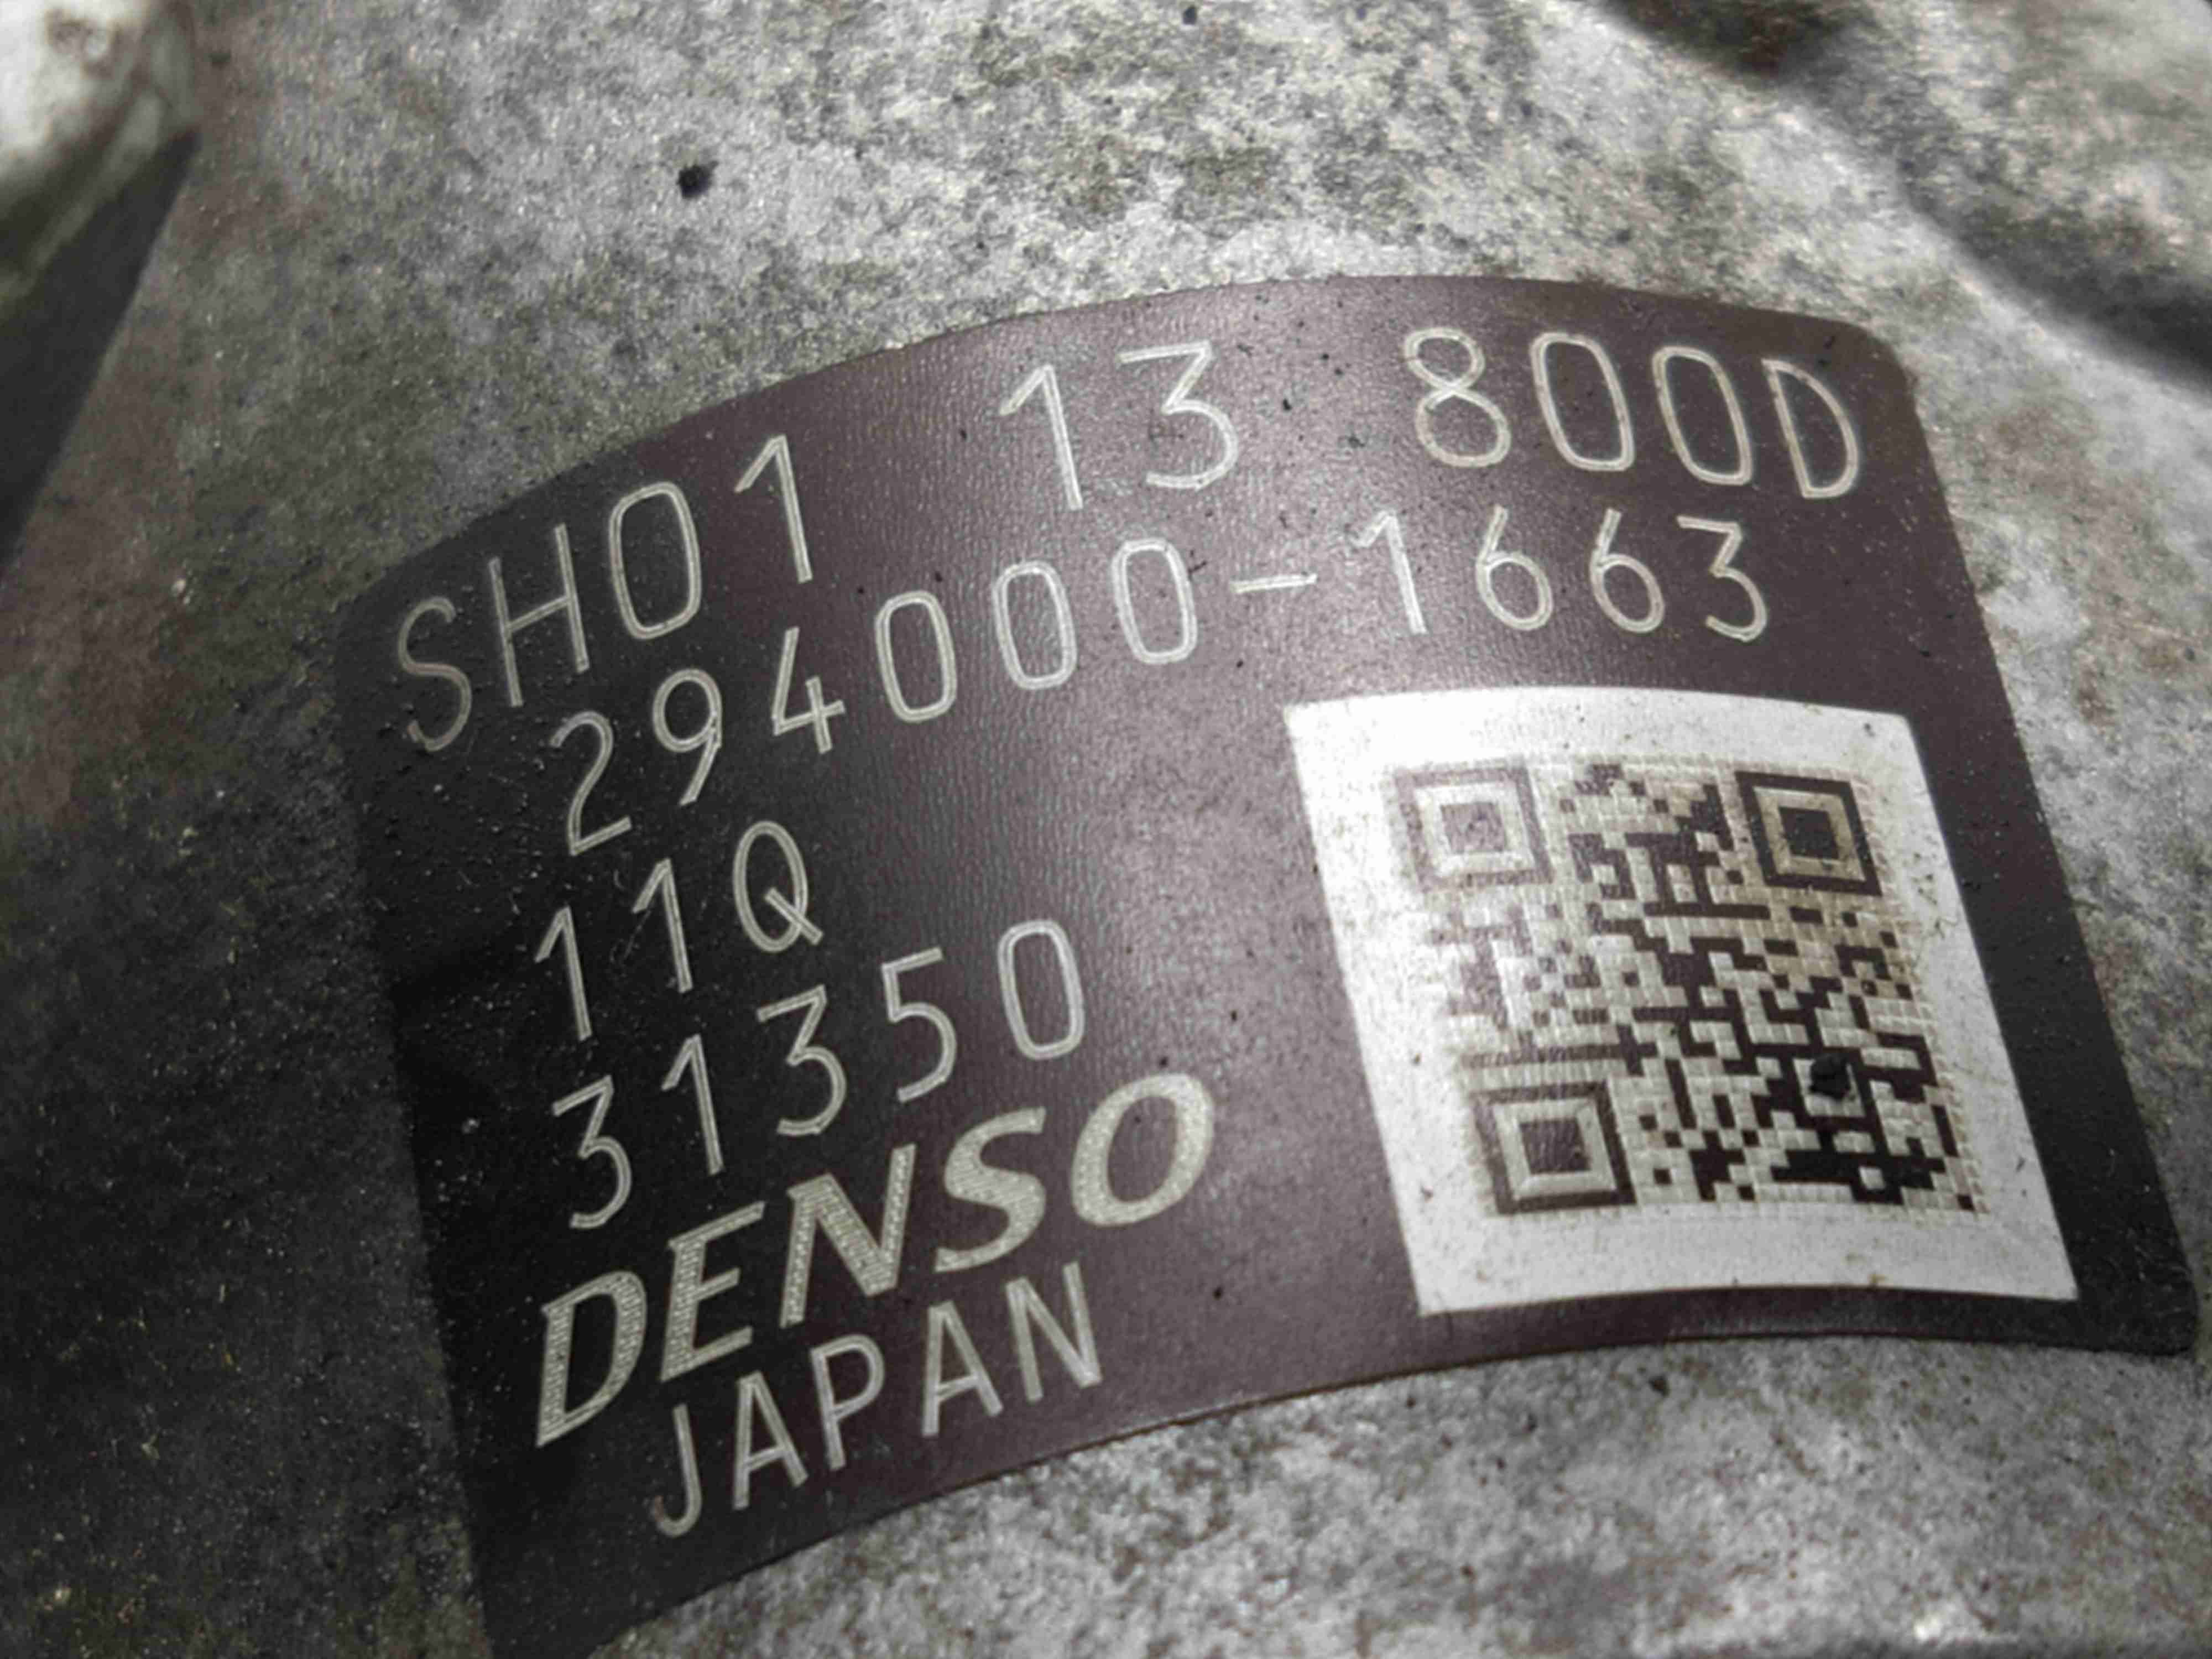 SH01 13 800D
294000-1663
11Q
31350
DENSO
JAPAN